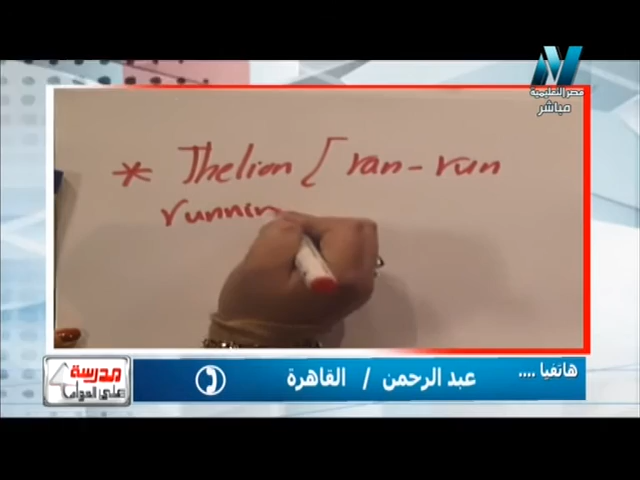 مصر التعليمية
مباشر
* The lion [ ran - run
runnin
هاتفيا ....
عبد الرحمن / القاهرة
مدرسة
على الهواء